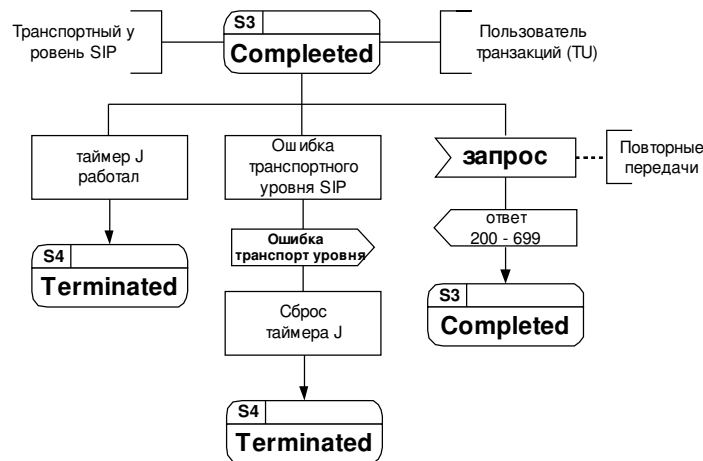 Транспортный у
ровень SIP
S3
Compleeted
Пользователь
транзакций (TU)
таймер J
работал
Ошибка
транспортного
уровня SIP
запрос
Повторные
передачи
S4
Terminated
Ошибка
транспорт уровня
ответ
200 - 699
Сброс
таймера J
S3
Completed
S4
Terminated